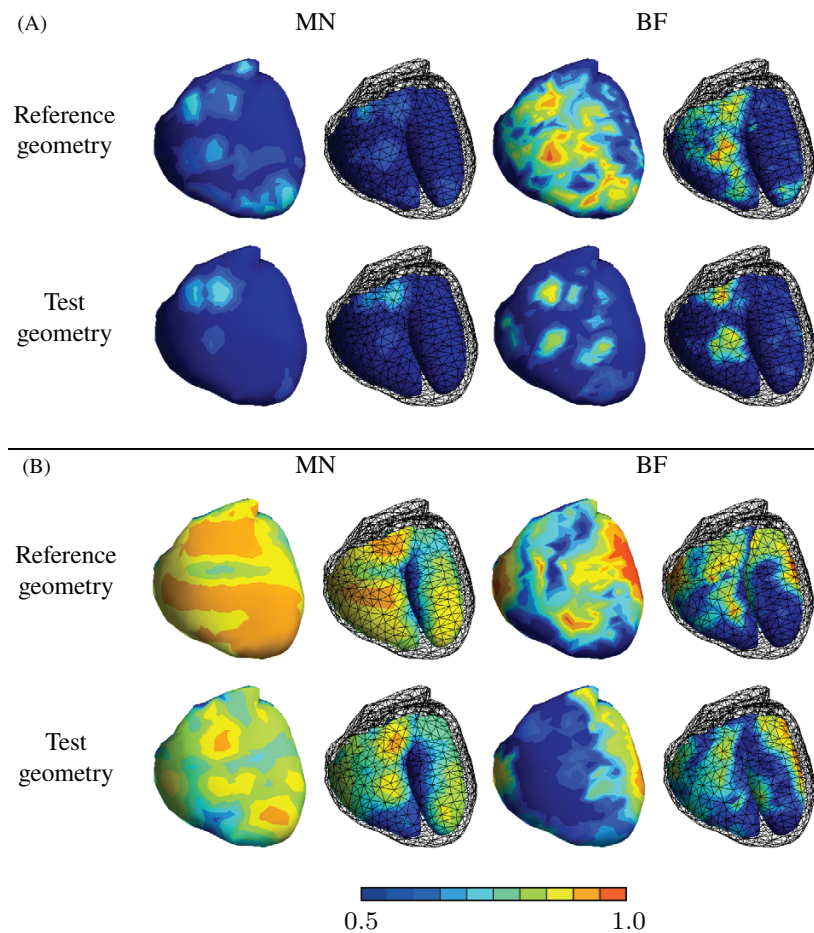 (A)
MN
BF
Reference
geometry
Test
geometry
(B)
MN
BF
Reference
geometry
Test
geometry
0.5
1.0